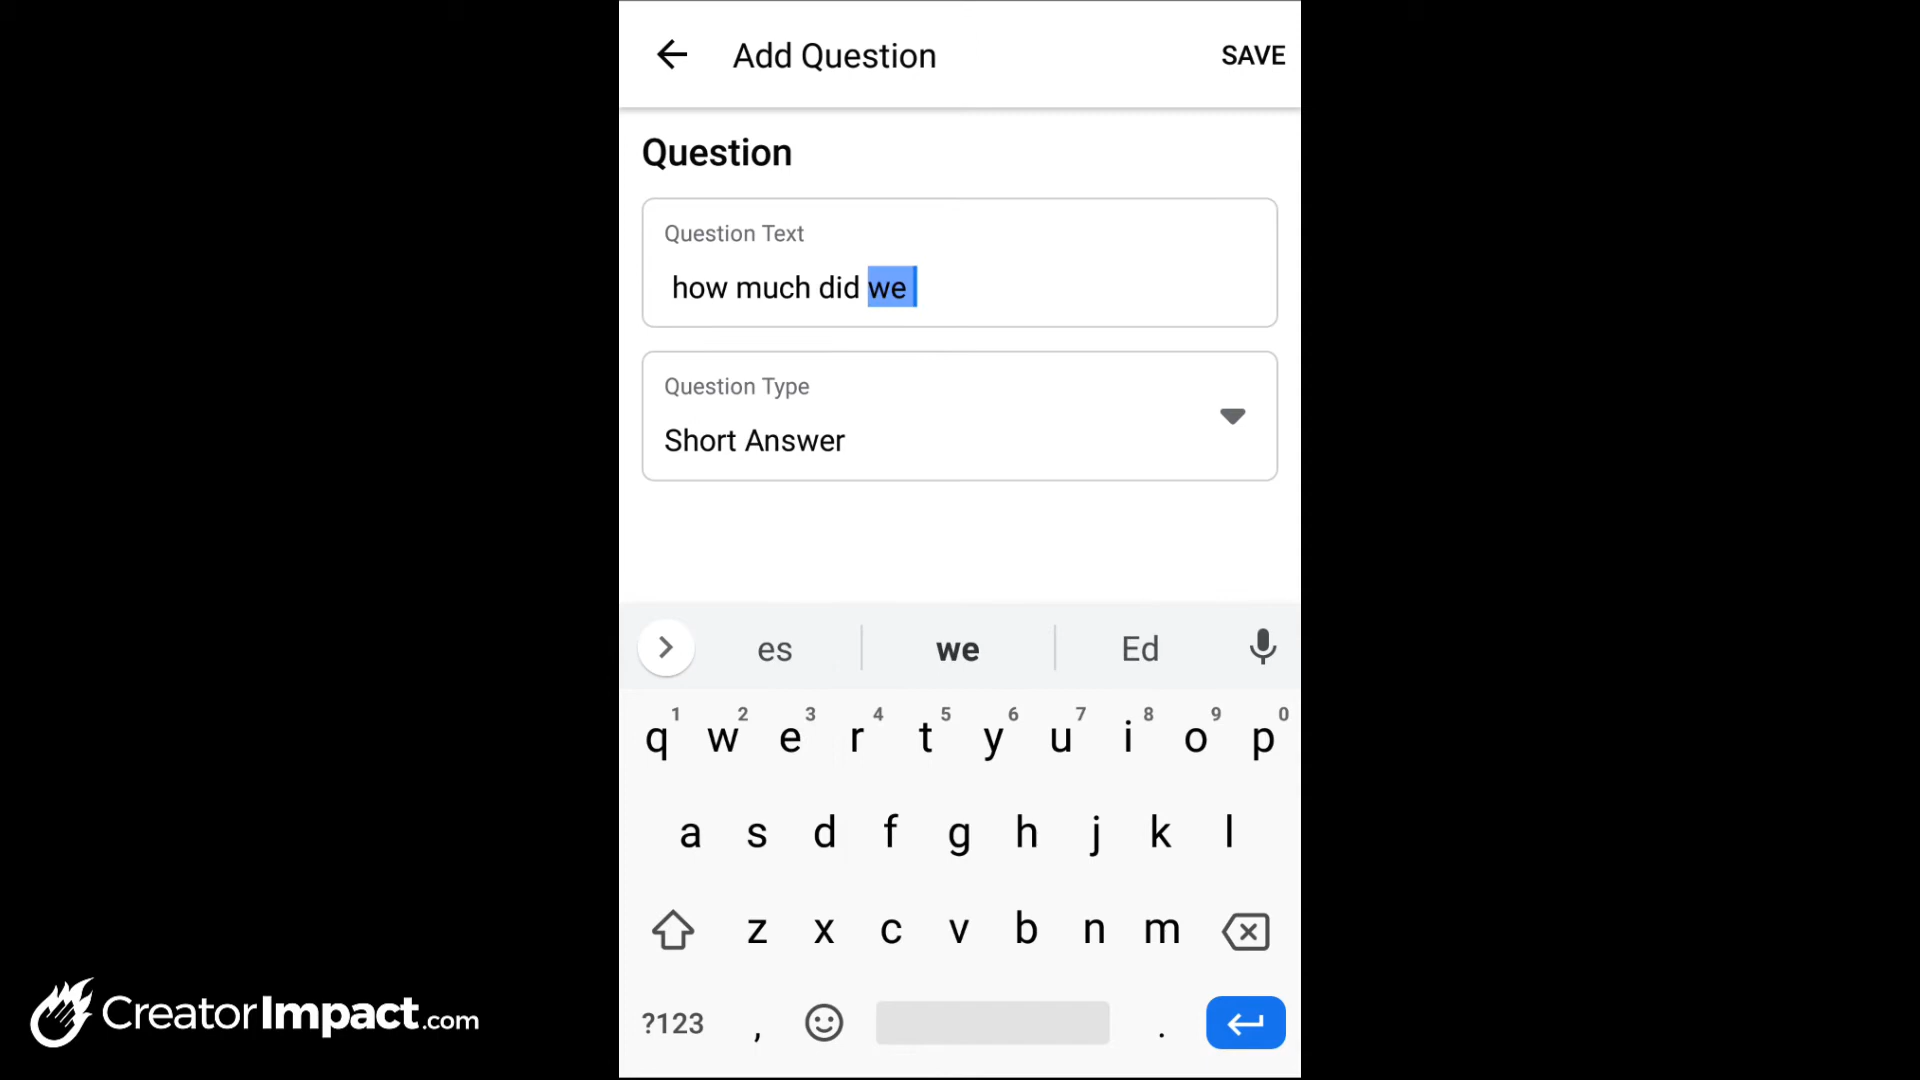 Add Question SAVE
Question
Question Text
how much did we
Question Type
Short Answer
es we Ed
1 2 3 4 5 6 7 8 9 0
q w e r t y u i o p
a s d f g h j k l
z x c v b n m
?123 , .
CreatorImpact.com